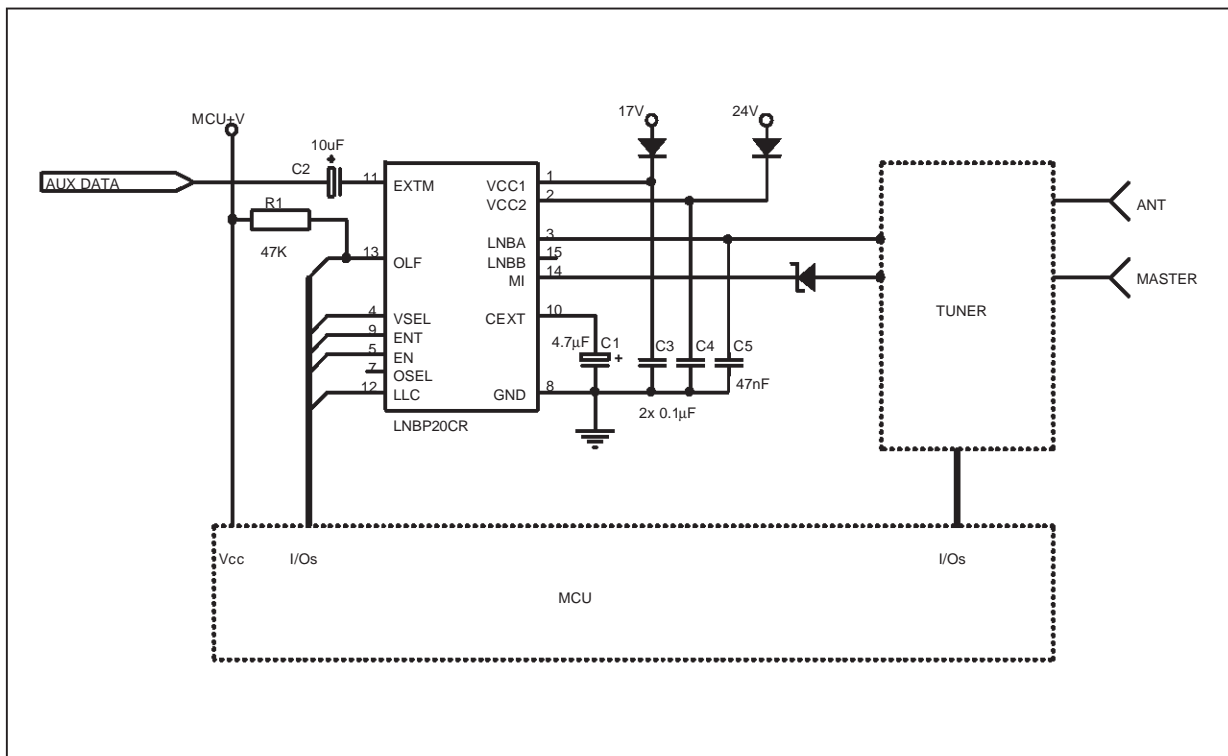 17V
24V
MCU+V
10uF
+
C2
AUX DATA
R1
47K
11
EXTM
13
OLF
4
VSEL
9
ENT
5
EN
7
OSEL
12
LLC
VCC1
1
VCC2
2
LNBA
3
LNBB
15
MI
14
CEXT
10
GND
8
LNBP20CR
4.7µF
C1
+
C3
C4
C5
47nF
2x 0.1µF
TUNER
ANT
MASTER
Vcc
I/Os
I/Os
MCU